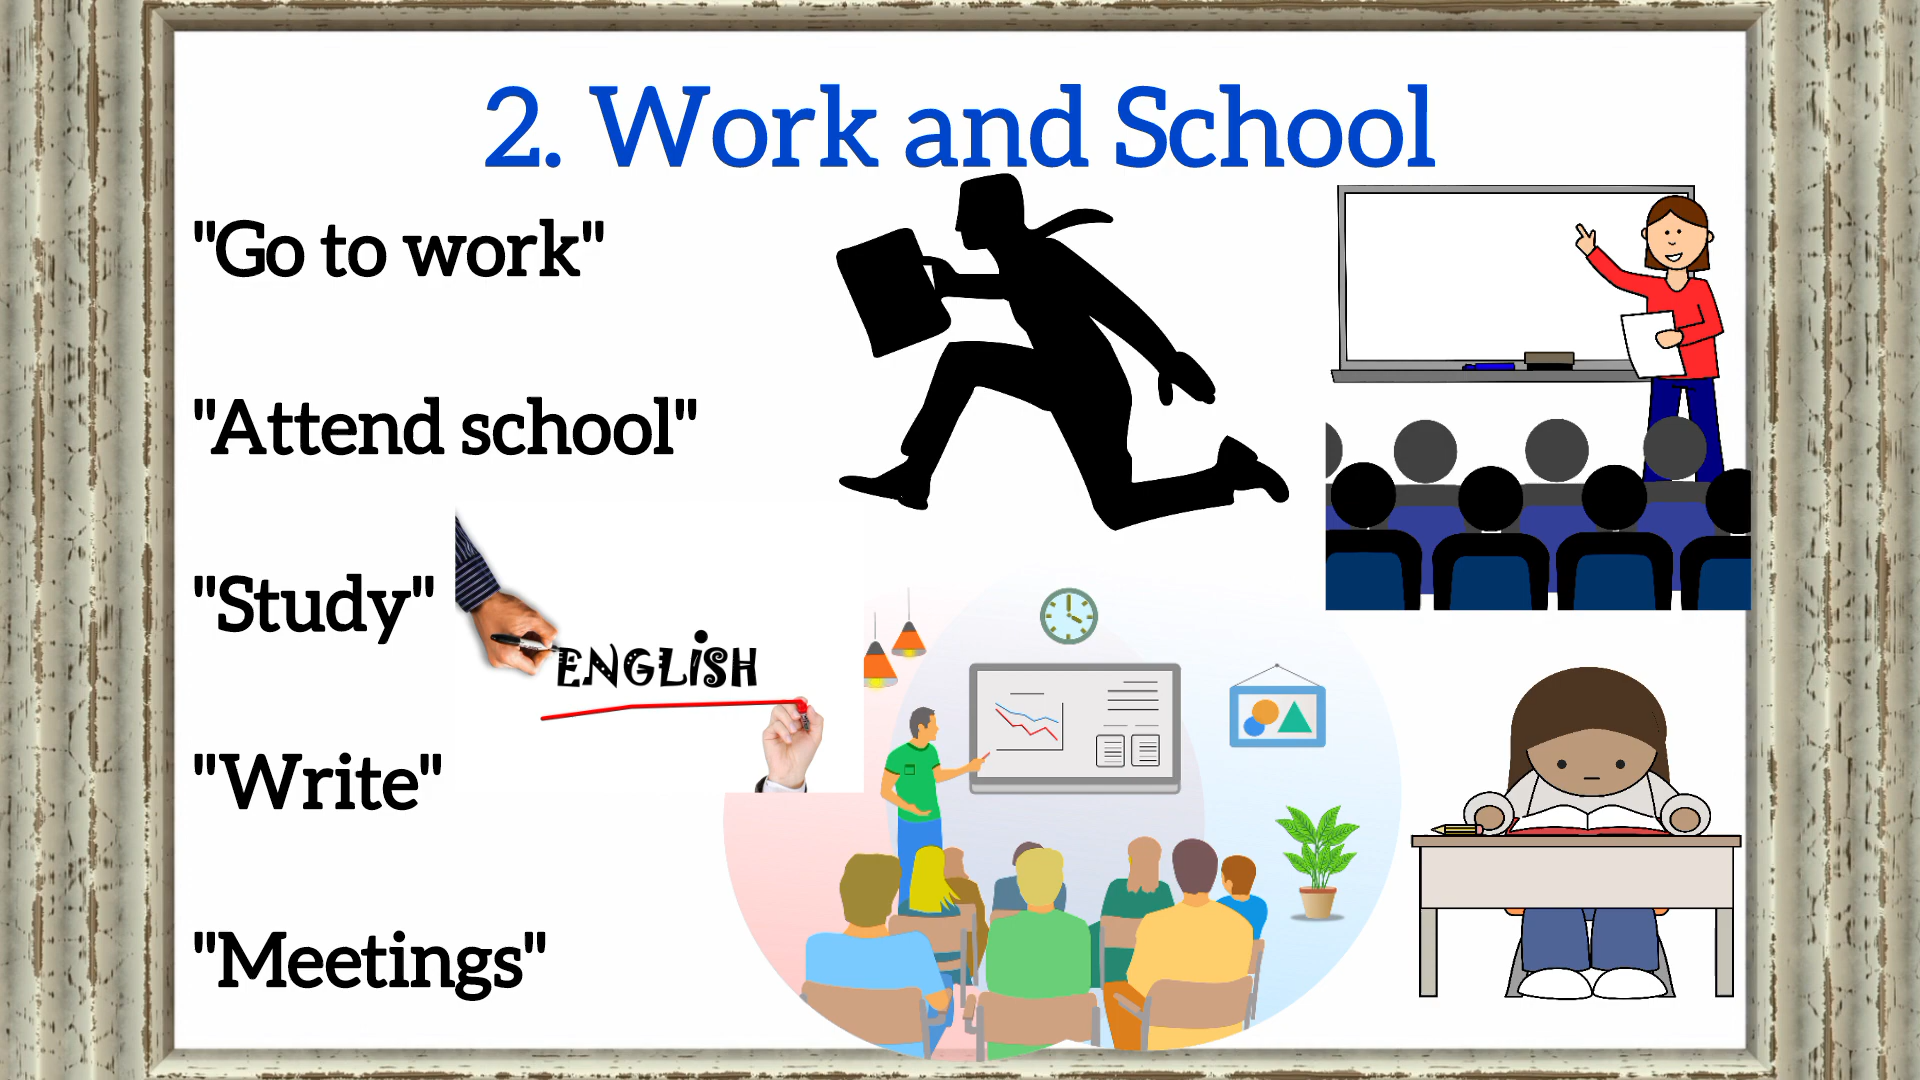 2. Work and School
"Go to work"
"Attend school"
"Study"
ENGLiSH
"Write"
"Meetings"